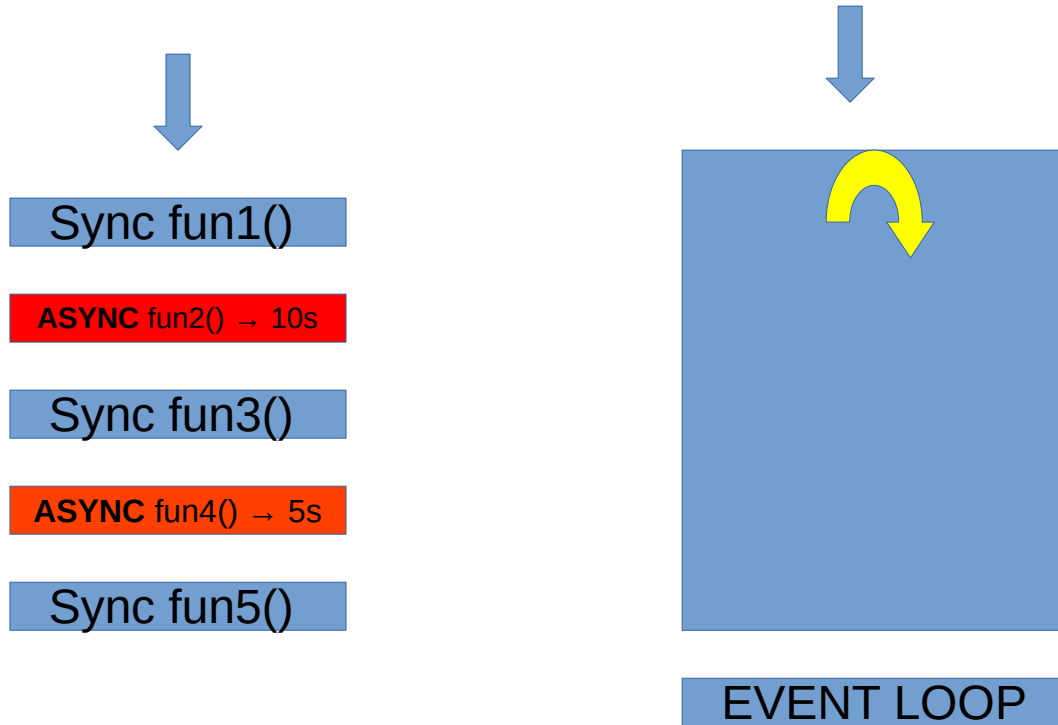 Sync fun1()
ASYNC fun2() → 10s
Sync fun3()
ASYNC fun4() → 5s
Sync fun5()
EVENT LOOP